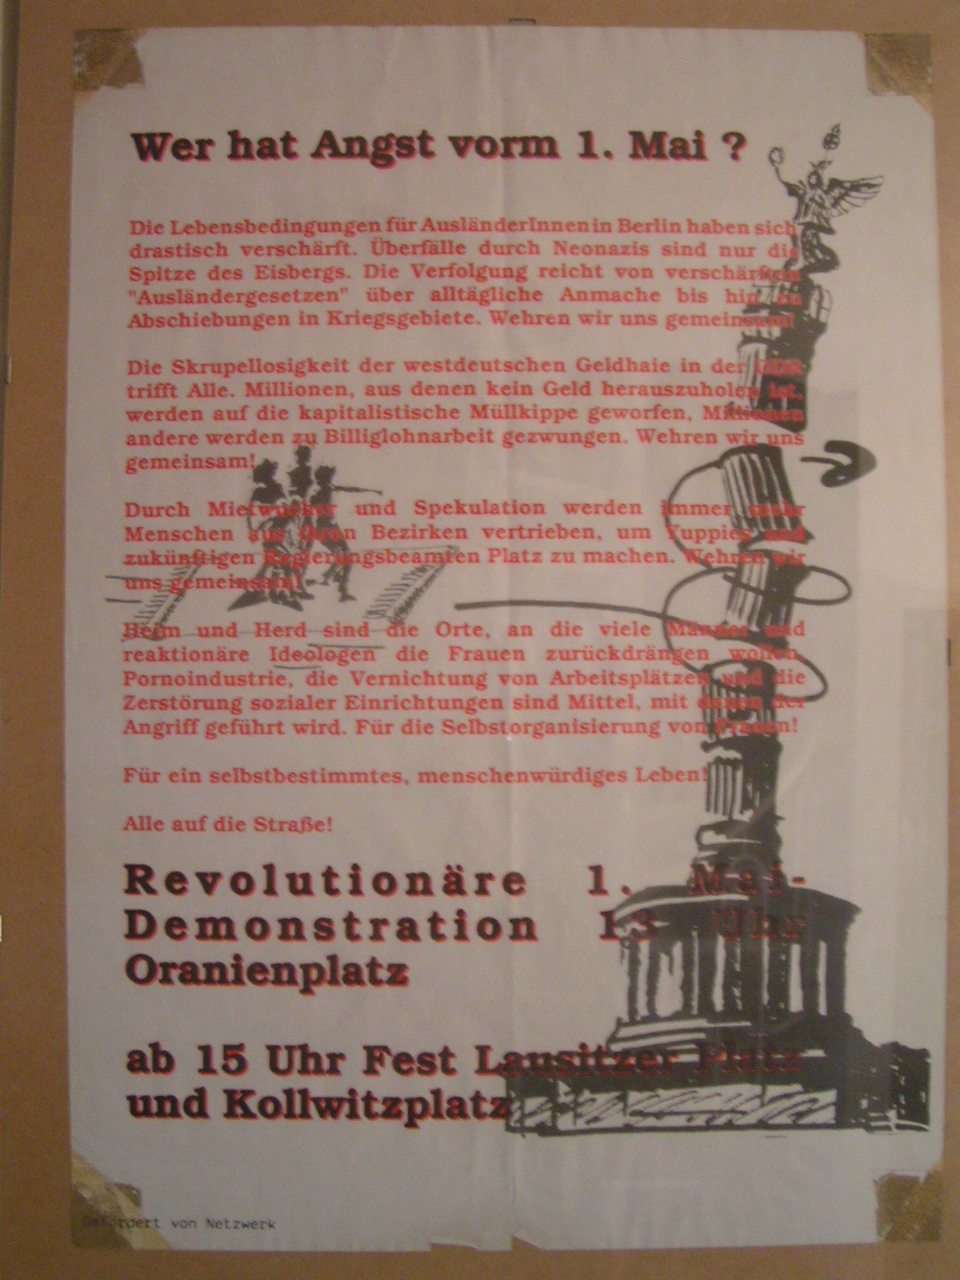 Wer hat Angst vorm 1. Mai ?
Die Lebensbedingungen für AusländerInnen in Berlin haben sich
drastisch verschärft. Überfälle durch Neonazis sind nur die
Spitze des Eisbergs. Die Verfolgung reicht von verschärften
"Ausländergesetzen" über alltägliche Anmache bis hin zu
Abschiebungen in Kriegsgebiete. Wehren wir uns gemeinsam!
Die Skrupellosigkeit der westdeutschen Geldhaie in der DDR
trifft Alle. Millionen, aus denen kein Geld herauszuholen ist,
werden auf die kapitalistische Müllkippe geworfen, Millionen
andere werden zu Billiglohnarbeit gezwungen. Wehren wir uns
gemeinsam!
Durch Mietwucher und Spekulation werden immer mehr
Menschen aus Bezirken vertrieben, um Yuppies und
zukünftigen Regierungsbeamten Platz zu machen. Wehren wir
uns gemeinsam!
Heim und Herd sind die Orte, an die viele Männer und
reaktionäre Ideologen die Frauen zurückdrängen wollen.
Pornoindustrie, die Vernichtung von Arbeitsplätzen und die
Zerstörung sozialer Einrichtungen sind Mittel, mit denen der
Angriff geführt wird. Für die Selbstorganisierung von Frauen!
Für ein selbstbestimmtes, menschenwürdiges Leben!
Alle auf die Straße!
Revolutionäre 1. Mai-
Demonstration 13 Uhr
Oranienplatz
ab 15 Uhr Fest Lausitzer Platz
und Kollwitzplatz
Gefördert von Netzwerk